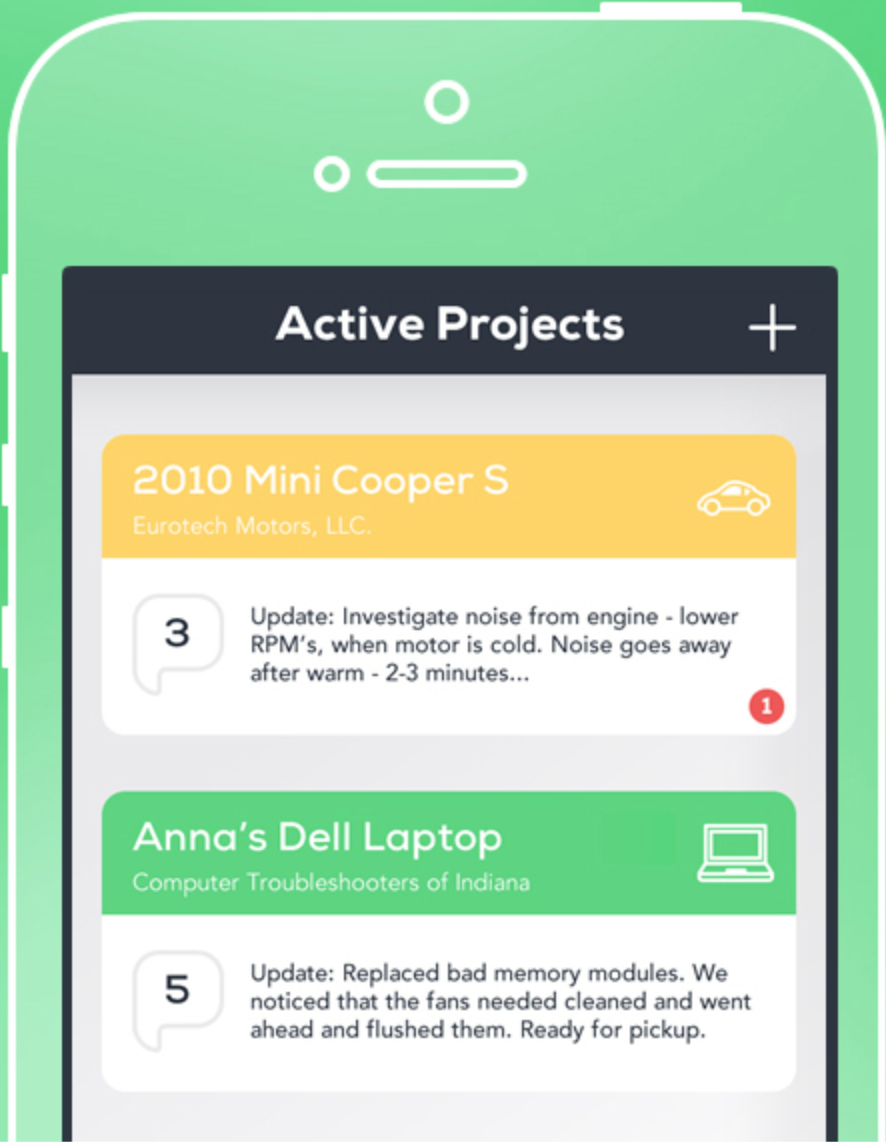 Active Projects
2010 Mini Cooper S
Eurotech Motors, LLC.
3
Update: Investigate noise from engine - lower
RPM's, when motor is cold. Noise goes away
after warm - 2-3 minutes...
1
Anna's Dell Laptop
Computer Troubleshooters of Indiana
5
Update: Replaced bad memory modules. We
noticed that the fans needed cleaned and went
ahead and flushed them. Ready for pickup.